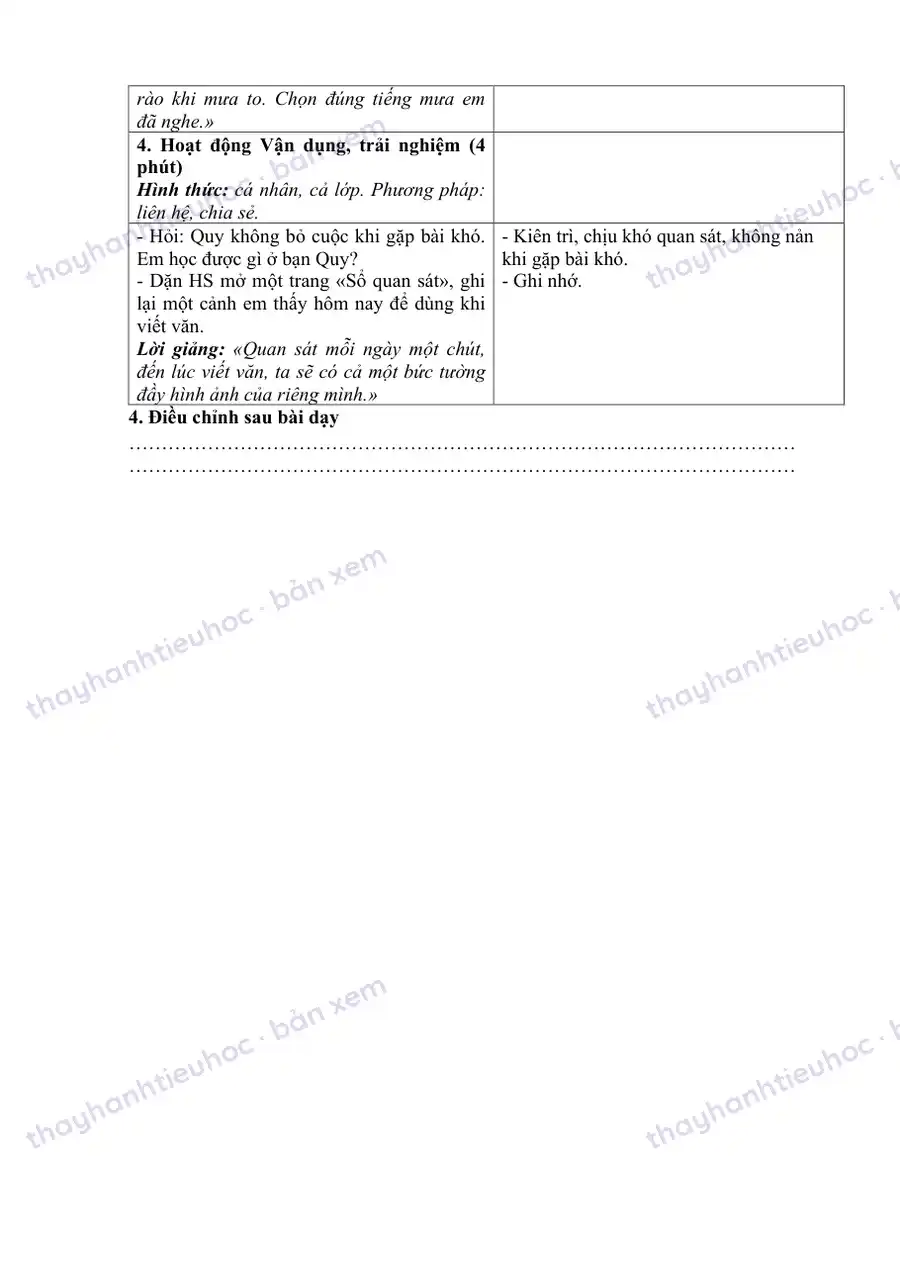 rào khi mưa to. Chọn đúng tiếng mưa em
đã nghe.»
4. Hoạt động Vận dụng, trải nghiệm (4
phút)
Hình thức: cá nhân, cả lớp. Phương pháp:
liên hệ, chia sẻ.
- Hỏi: Quy không bỏ cuộc khi gặp bài khó.
Em học được gì ở bạn Quy?
- Dặn HS mở một trang «Sổ quan sát», ghi
lại một cảnh em thấy hôm nay để dùng khi
viết văn.
Lời giảng: «Quan sát mỗi ngày một chút,
đến lúc viết văn, ta sẽ có cả một bức tường
đầy hình ảnh của riêng mình.»
- Kiên trì, chịu khó quan sát, không nản
khi gặp bài khó.
- Ghi nhớ.
4. Điều chỉnh sau bài dạy
……………………………………………………………………………………………
……………………………………………………………………………………………
thayhanhtieuhoc · bản xem
thayhanhtieuhoc · b
thayhanhtieuhoc · bản xem
thayhanhtieuhoc · b
thayhanhtieuhoc · bản xem
thayhanhtieuhoc · b